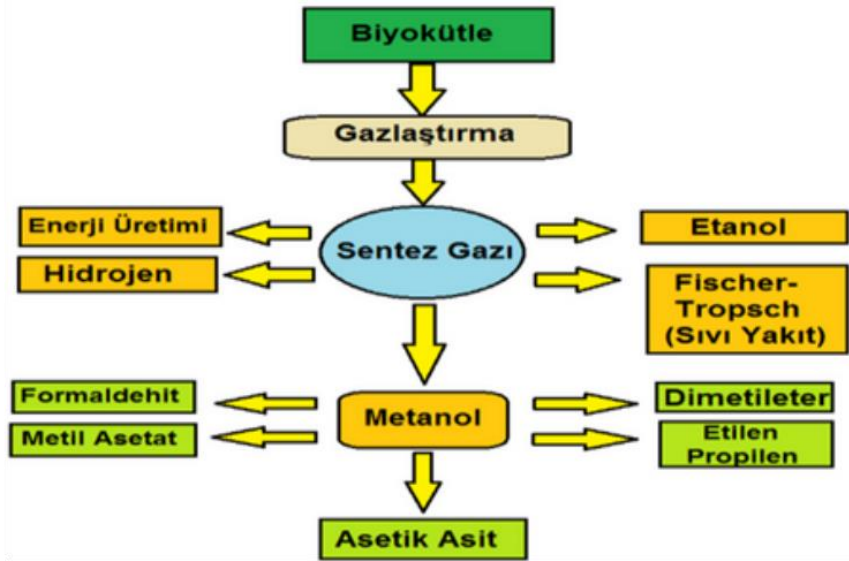 Biyokütle
Gazlaştırma
Enerji Üretimi
Hidrojen
Sentez Gazı
Etanol
Fischer-
Tropsch
(Sıvı Yakıt)
Formaldehit
Metil Asetat
Metanol
Dimetileter
Etilen
Propilen
Asetik Asit